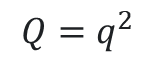 Q = q²